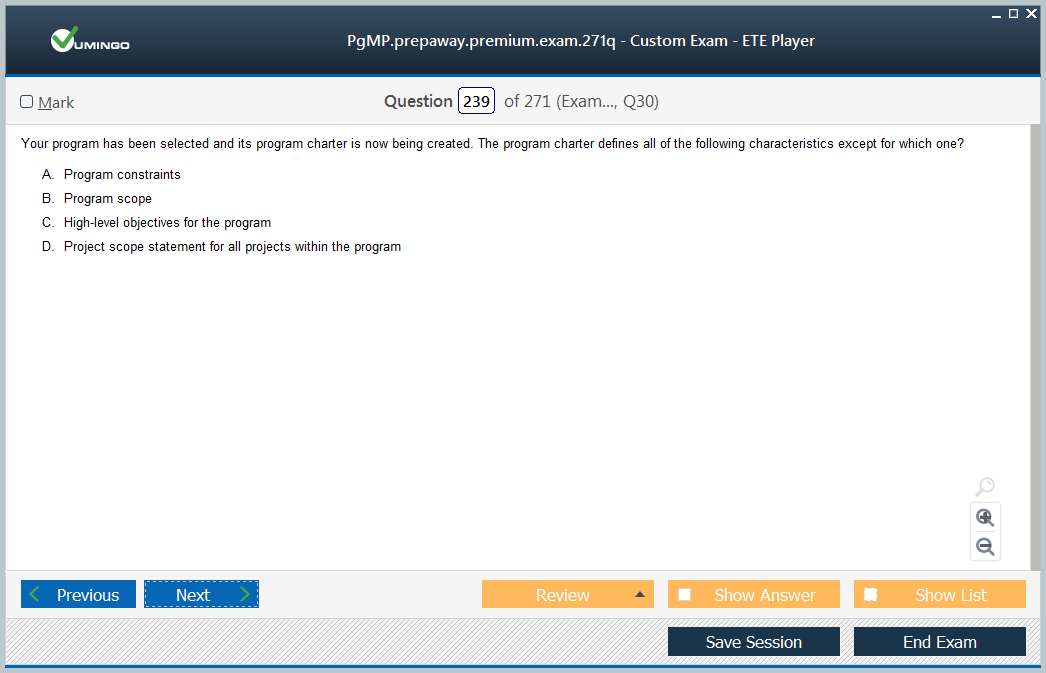 VUMINGO
PgMP.prepaway.premium.exam.271q - Custom Exam - ETE Player
Mark
Question 239 of 271 (Exam..., Q30)
Your program has been selected and its program charter is now being created. The program charter defines all of the following characteristics except for which one?
A. Program constraints
B. Program scope
C. High-level objectives for the program
D. Project scope statement for all projects within the program
Previous
Next
Review
Show Answer
Show List
Save Session
End Exam